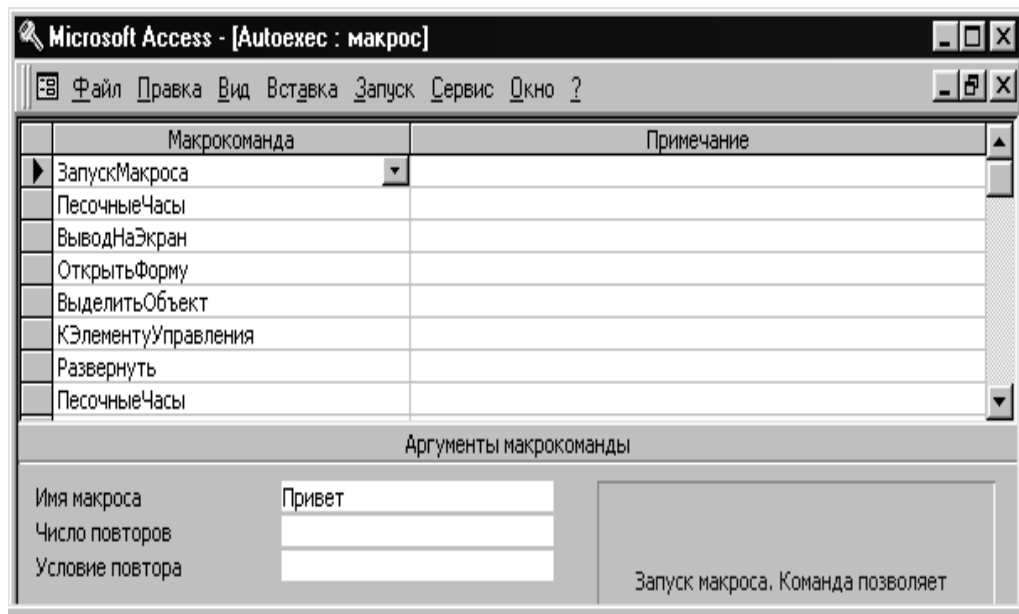 Microsoft Access - [Autoexec : макрос]
Файл Правка Вид Вставка Запуск Сервис Окно ?
Макрокоманда Примечание
ЗапускМакроса
ПесочныеЧасы
ВыводНаЭкран
ОткрытьФорму
ВыделитьОбъект
КЭлементуУправления
Развернуть
ПесочныеЧасы
Аргументы макрокоманды
Имя макроса Привет
Число повторов
Условие повтора
Запуск макроса. Команда позволяет